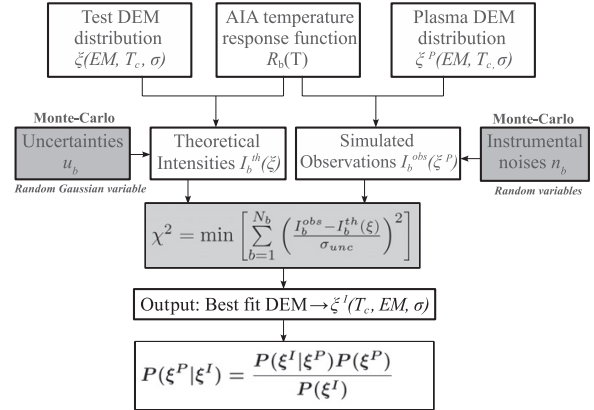 Test DEM
distribution
ξ(EM, T_c, σ)
AIA temperature
response function
R_b(T)
Plasma DEM
distribution
ξ^P(EM, T_c, σ)
Monte-Carlo
Uncertainties
u_b
Random Gaussian variable
Theoretical
Intensities I_b^th(ξ)
Simulated
Observations I_b^obs(ξ^P)
Monte-Carlo
Instrumental
noises n_b
Random variables
χ² = min [ ∑_{b=1}^{N_b} ( (I_b^obs − I_b^th(ξ)) / σ_unc )² ]
Output: Best fit DEM→ξ^I(T_c, EM, σ)
P(ξ^P|ξ^I) = P(ξ^I|ξ^P)P(ξ^P) / P(ξ^I)